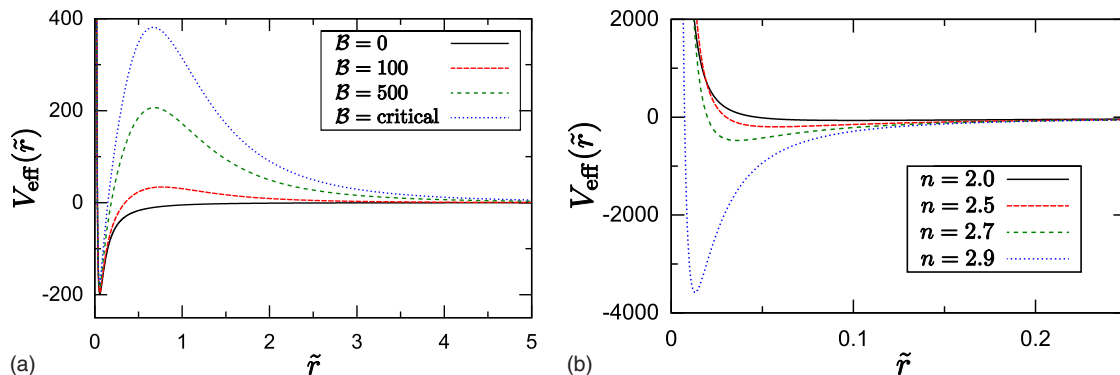 400
200
0
-200
V_eff(r̃)
ℬ = 0
ℬ = 100
ℬ = 500
ℬ = critical
0 1 2 3 4 5
(a)
r̃
2000
0
-2000
-4000
V_eff(r̃)
n = 2.0
n = 2.5
n = 2.7
n = 2.9
0 0.1 0.2
(b)
r̃